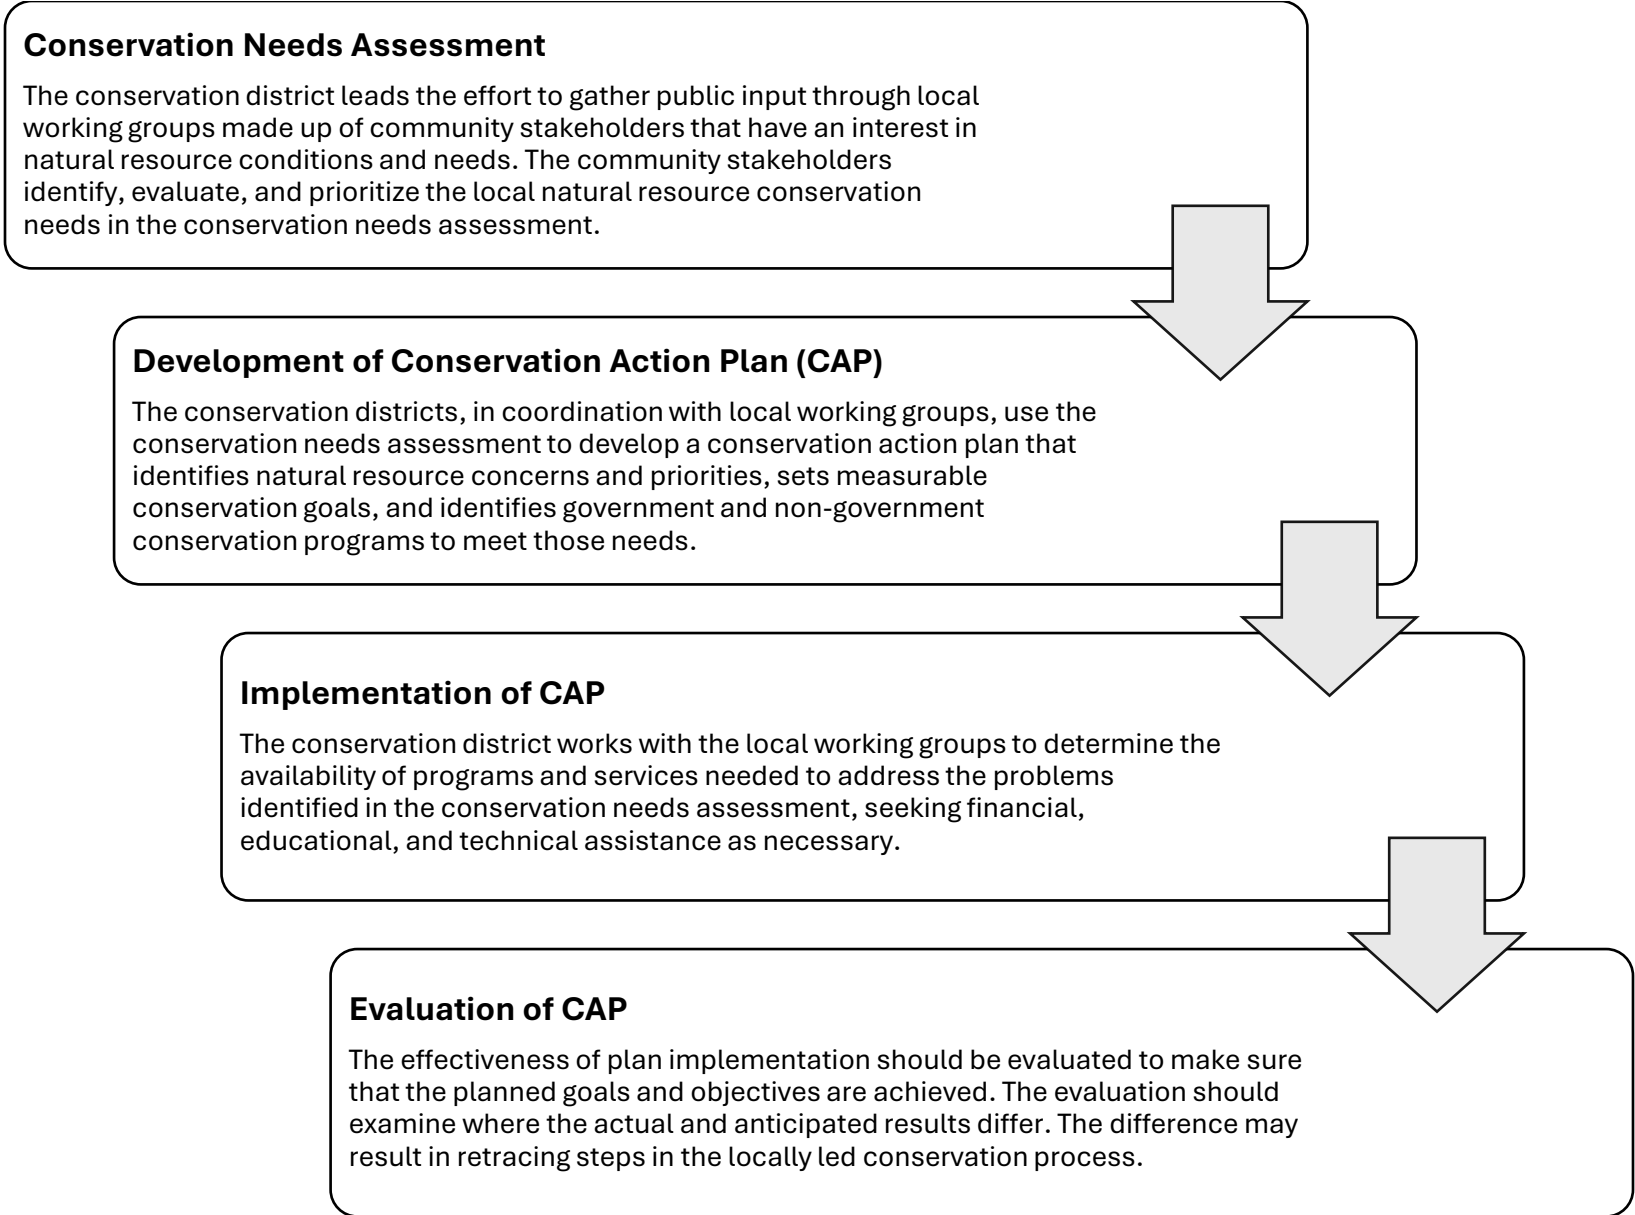 Conservation Needs Assessment
The conservation district leads the effort to gather public input through local
working groups made up of community stakeholders that have an interest in
natural resource conditions and needs. The community stakeholders
identify, evaluate, and prioritize the local natural resource conservation
needs in the conservation needs assessment.
Development of Conservation Action Plan (CAP)
The conservation districts, in coordination with local working groups, use the
conservation needs assessment to develop a conservation action plan that
identifies natural resource concerns and priorities, sets measurable
conservation goals, and identifies government and non-government
conservation programs to meet those needs.
Implementation of CAP
The conservation district works with the local working groups to determine the
availability of programs and services needed to address the problems
identified in the conservation needs assessment, seeking financial,
educational, and technical assistance as necessary.
Evaluation of CAP
The effectiveness of plan implementation should be evaluated to make sure
that the planned goals and objectives are achieved. The evaluation should
examine where the actual and anticipated results differ. The difference may
result in retracing steps in the locally led conservation process.